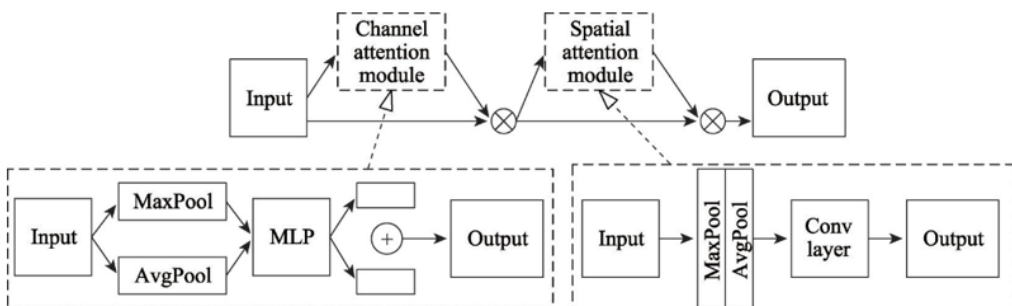 Channel
attention
module
Spatial
attention
module
Input
Output
MaxPool
Input
MLP
+
Output
AvgPool
Input
MaxPool
AvgPool
Conv
layer
Output